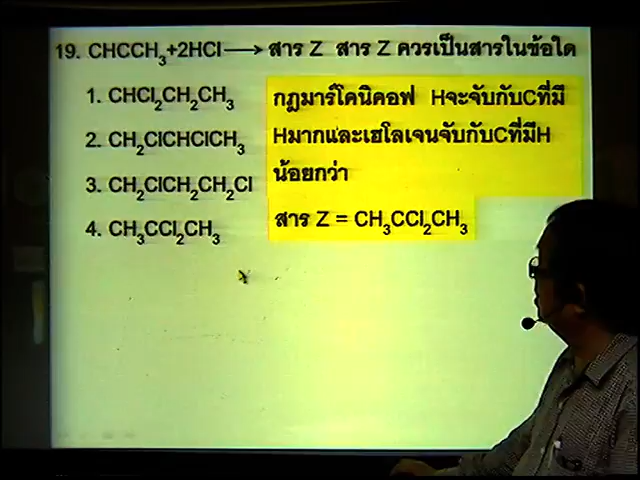 19. CHCCH₃+2HCl⟶ สาร Z สาร Z ควรเป็นสารในข้อใด
1. CHCl₂CH₂CH₃
2. CH₂ClCHClCH₃
3. CH₂ClCH₂CH₂Cl
4. CH₃CCl₂CH₃
กฎมาร์โคนิคอฟ HจะจับกับCที่มี
HมากและเฮโลเจนจับกับCที่มีH
น้อยกว่า
สาร Z = CH₃CCl₂CH₃